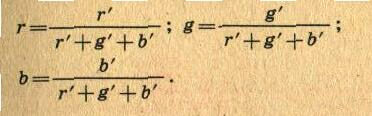 r = r′ / (r′ + g′ + b′) ; g = g′ / (r′ + g′ + b′) ;
b = b′ / (r′ + g′ + b′) .